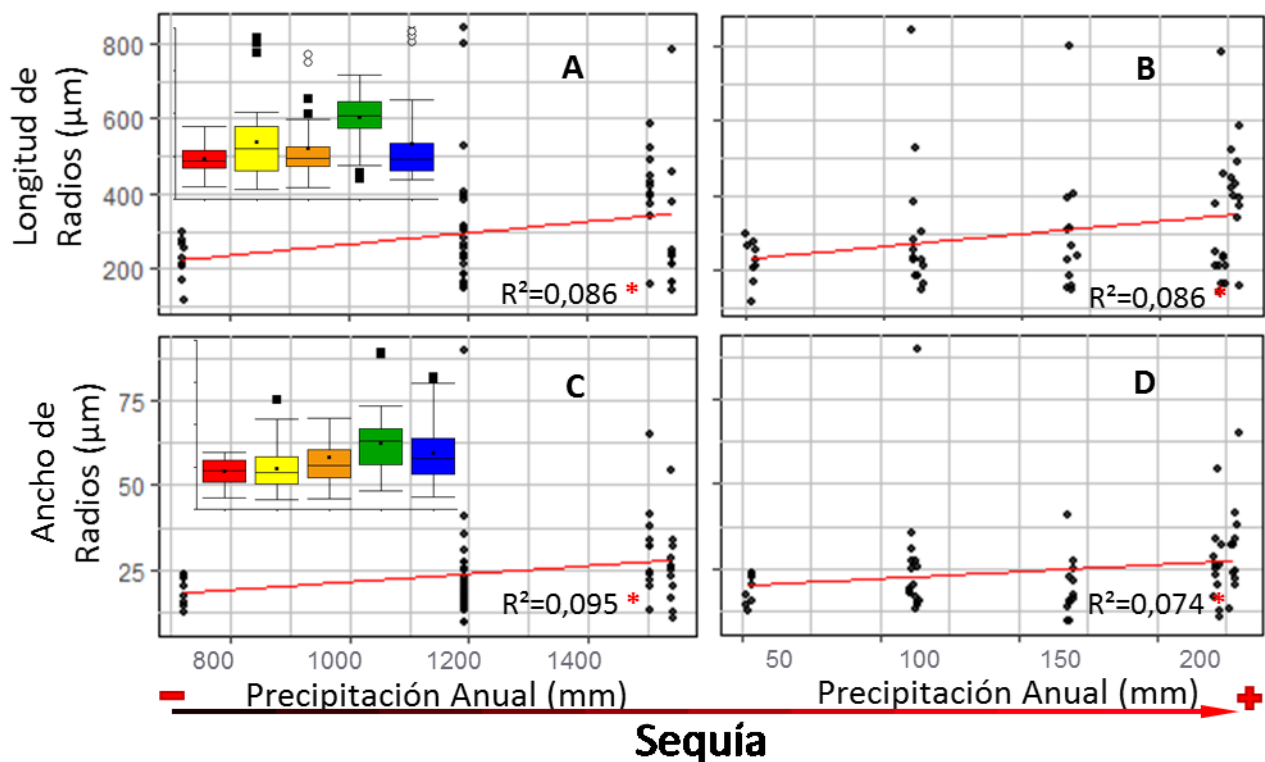 Longitud de
Radios (µm)
800
600
400
200
A
R²=0,086 *
B
R²=0,086 *
Ancho de
Radios (µm)
75
50
25
C
R²=0,095 *
D
R²=0,074 *
800 1000 1200 1400
50 100 150 200
Precipitación Anual (mm)
Precipitación Anual (mm)
Sequía